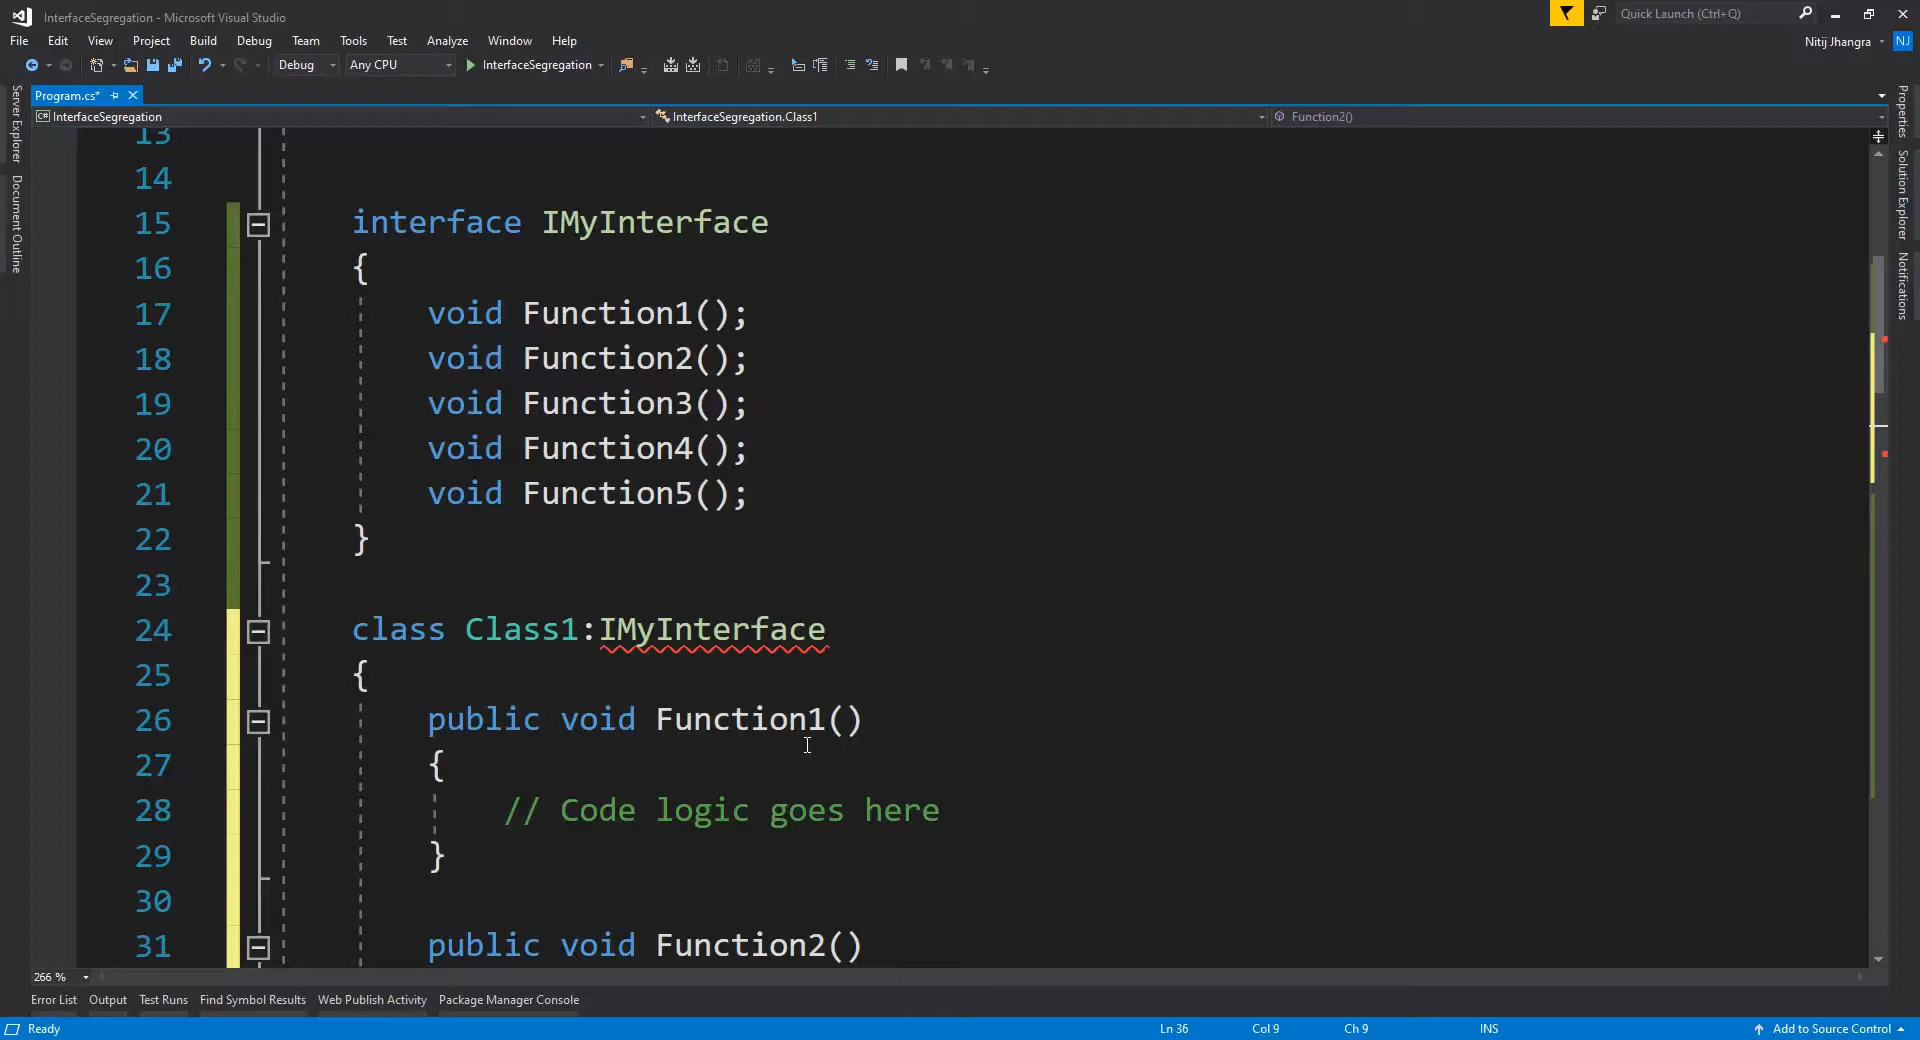 InterfaceSegregation - Microsoft Visual Studio
Quick Launch (Ctrl+Q)
File Edit View Project Build Debug Team Tools Test Analyze Window Help
Nitij Jhangra NJ
Debug Any CPU InterfaceSegregation
Program.cs*
C# InterfaceSegregation
InterfaceSegregation.Class1
Function2()
Server Explorer
Document Outline
Properties
Solution Explorer
Notifications
13
14
15 interface IMyInterface
16 {
17 void Function1();
18 void Function2();
19 void Function3();
20 void Function4();
21 void Function5();
22 }
23
24 class Class1:IMyInterface
25 {
26 public void Function1()
27 {
28 // Code logic goes here
29 }
30
31 public void Function2()
266 %
Error List Output Test Runs Find Symbol Results Web Publish Activity Package Manager Console
Ready Ln 36 Col 9 Ch 9 INS Add to Source Control